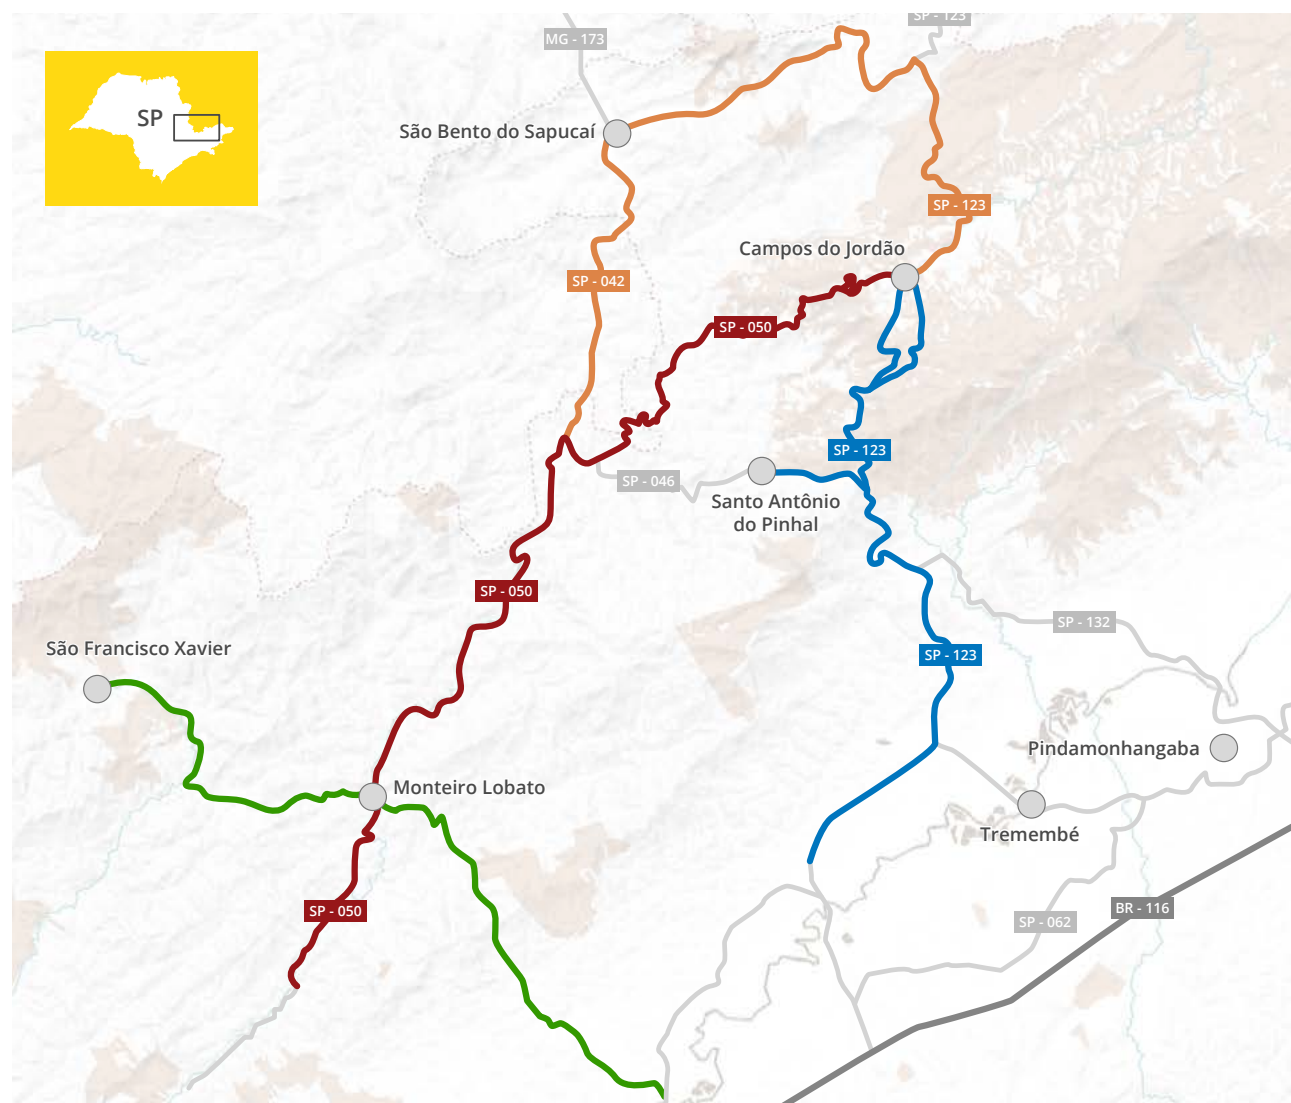 SP - 123
MG - 173
SP
São Bento do Sapucaí
SP - 123
Campos do Jordão
SP - 042
SP - 050
SP - 123
SP - 046
Santo Antônio
do Pinhal
SP - 050
SP - 132
São Francisco Xavier
SP - 123
Pindamonhangaba
Monteiro Lobato
Tremembé
SP - 050
BR - 116
SP - 062